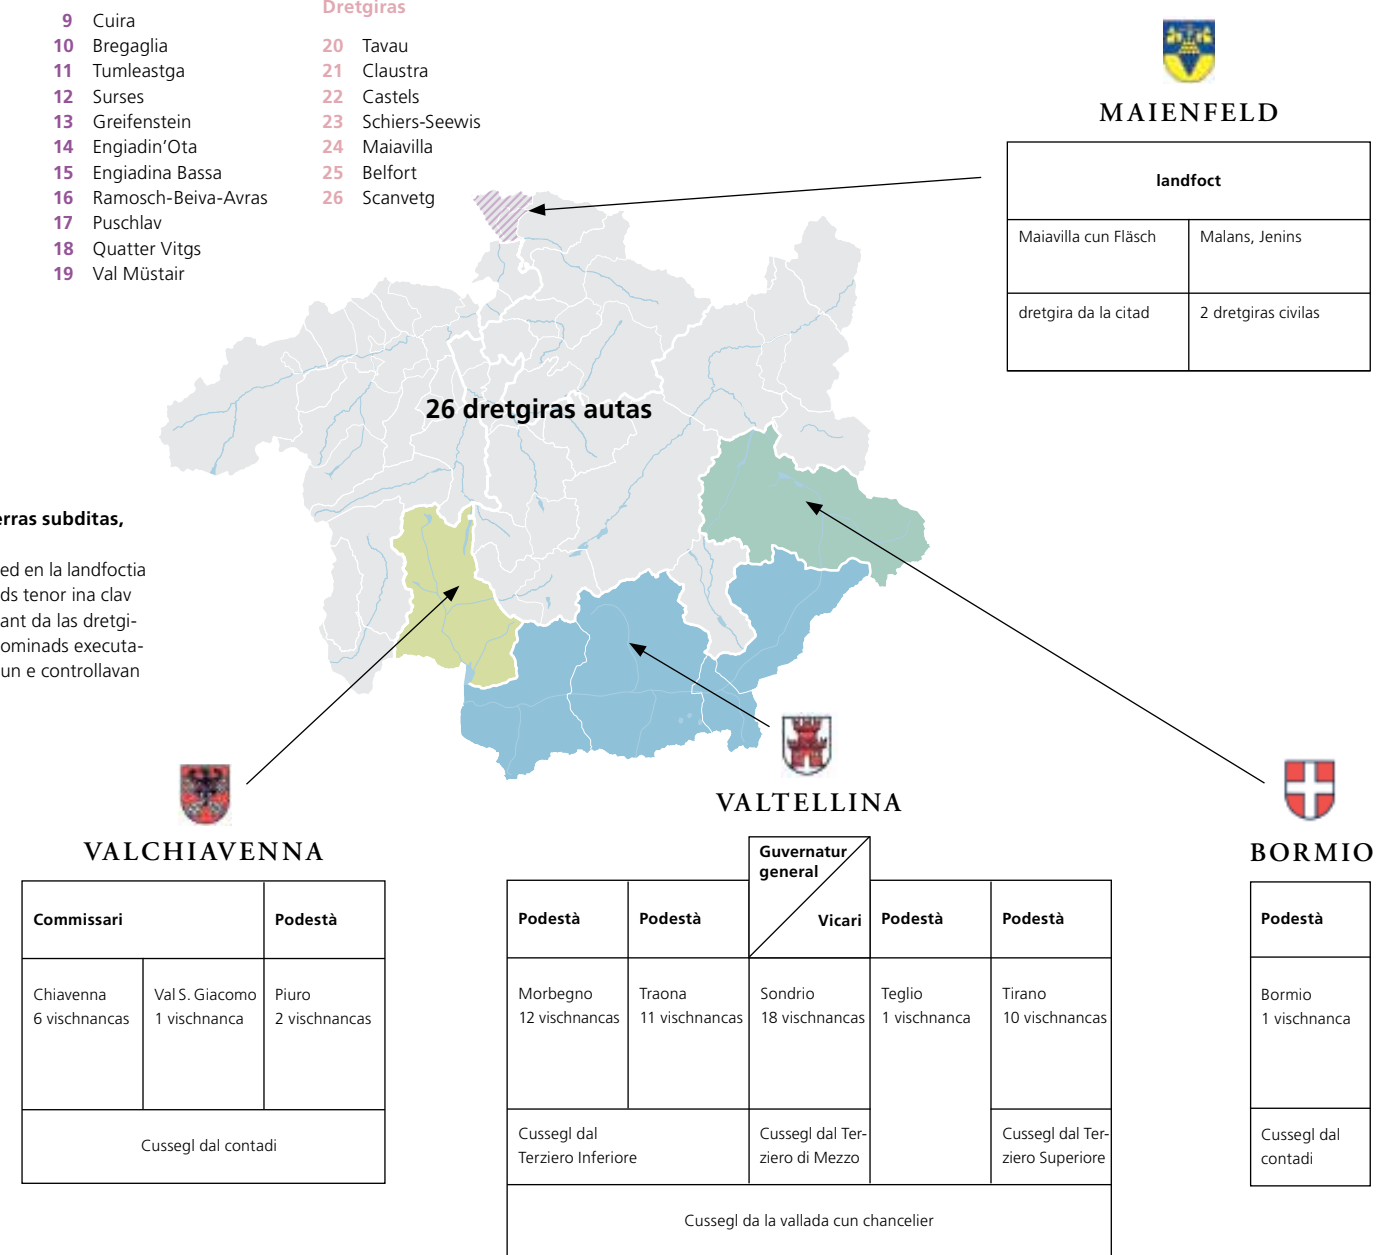 9 Cuira
10 Bregaglia
11 Tumleastga
12 Surses
13 Greifenstein
14 Engiadin’Ota
15 Engiadina Bassa
16 Ramosch-Beiva-Avras
17 Puschlav
18 Quatter Vitgs
19 Val Müstair
Dretgiras
20 Tavau
21 Claustra
22 Castels
23 Schiers-Seewis
24 Maiavilla
25 Belfort
26 Scanvetg
MAIENFELD
landfoct
Maiavilla cun Fläsch
Malans, Jenins
dretgira da la citad
2 dretgiras civilas
26 dretgiras autas
erras subditas,
ed en la landfoctia
ds tenor ina clav
ant da las dretgi-
ominads executa-
un e controllavan
VALCHIAVENNA
Commissari
Podestà
Chiavenna
6 vischnancas
Val S. Giacomo
1 vischnanca
Piuro
2 vischnancas
Cussegl dal contadi
VALTELLINA
Guvernatur
general
Vicari
Podestà
Podestà
Podestà
Podestà
Morbegno
12 vischnancas
Traona
11 vischnancas
Sondrio
18 vischnancas
Teglio
1 vischnanca
Tirano
10 vischnancas
Cussegl dal
Terziero Inferiore
Cussegl dal Ter-
ziero di Mezzo
Cussegl dal Ter-
ziero Superiore
Cussegl da la vallada cun chancelier
BORMIO
Podestà
Bormio
1 vischnanca
Cussegl dal
contadi